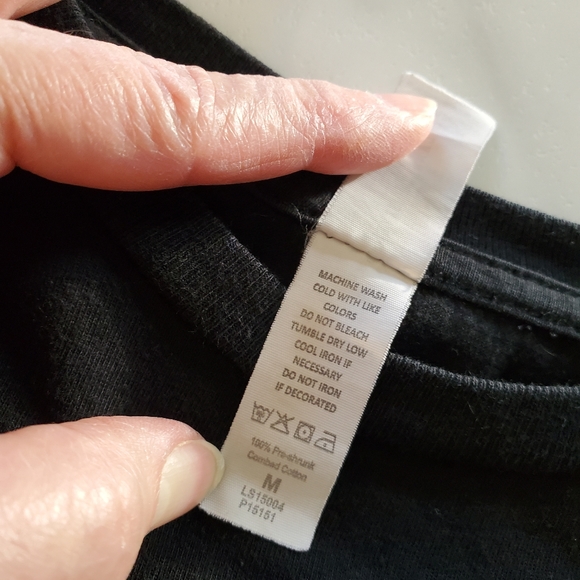 MACHINE WASH
COLD WITH LIKE
COLORS
DO NOT BLEACH
TUMBLE DRY LOW
COOL IRON IF
NECESSARY
DO NOT IRON
IF DECORATED
100% Pre-shrunk
Combed Cotton
M
LS15004
P15151